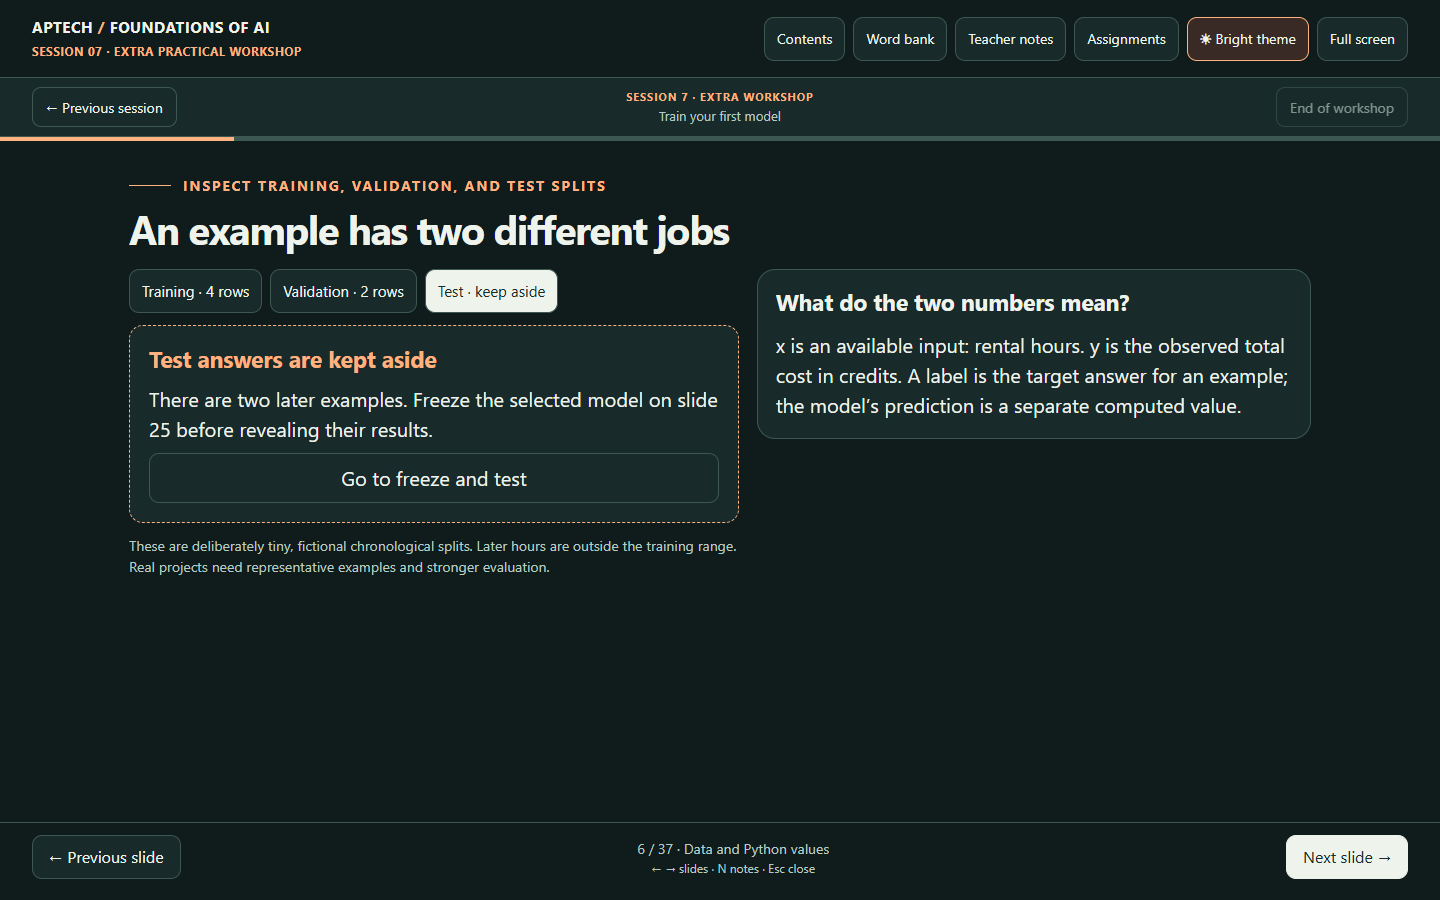 APTECH / FOUNDATIONS OF AI
SESSION 07 · EXTRA PRACTICAL WORKSHOP
Contents
Word bank
Teacher notes
Assignments
☀ Bright theme
Full screen
← Previous session
SESSION 7 · EXTRA WORKSHOP
Train your first model
End of workshop
INSPECT TRAINING, VALIDATION, AND TEST SPLITS
An example has two different jobs
Training · 4 rows
Validation · 2 rows
Test · keep aside
Test answers are kept aside
There are two later examples. Freeze the selected model on slide
25 before revealing their results.
Go to freeze and test
These are deliberately tiny, fictional chronological splits. Later hours are outside the training range.
Real projects need representative examples and stronger evaluation.
What do the two numbers mean?
x is an available input: rental hours. y is the observed total
cost in credits. A label is the target answer for an example;
the model’s prediction is a separate computed value.
← Previous slide
6 / 37 · Data and Python values
← → slides · N notes · Esc close
Next slide →